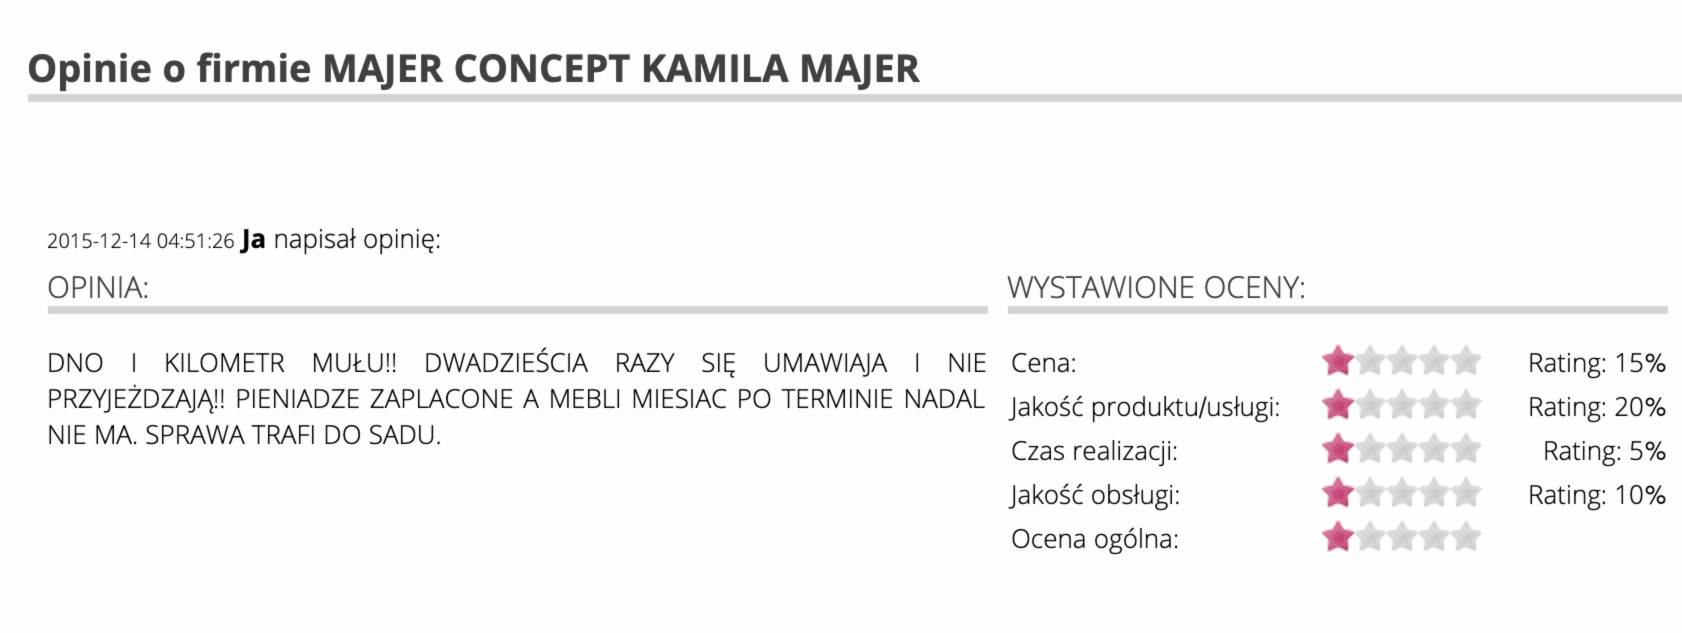 Opinie o firmie MAJER CONCEPT KAMILA MAJER
2015-12-14 04:51:26 Ja napisał opinię:
OPINIA:
DNO I KILOMETR MUŁU!! DWADZIEŚCIA RAZY SIĘ UMAWIAJA I NIE
PRZYJEŻDZAJĄ!! PIENIADZE ZAPLACONE A MEBLI MIESIAC PO TERMINIE NADAL
NIE MA. SPRAWA TRAFI DO SADU.
WYSTAWIONE OCENY:
Cena: Rating: 15%
Jakość produktu/usługi: Rating: 20%
Czas realizacji: Rating: 5%
Jakość obsługi: Rating: 10%
Ocena ogólna: